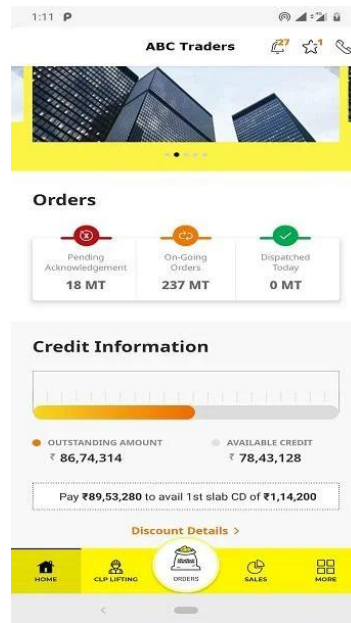 1:11 P
ABC Traders 27 1
Orders
Pending Acknowledgement
18 MT
On-Going Orders
237 MT
Dispatched Today
0 MT
Credit Information
OUTSTANDING AMOUNT
₹ 86,74,314
AVAILABLE CREDIT
₹ 78,43,128
Pay ₹89,53,280 to avail 1st slab CD of ₹1,14,200
Discount Details >
HOME
CLP LIFTING
ORDERS
SALES
MORE